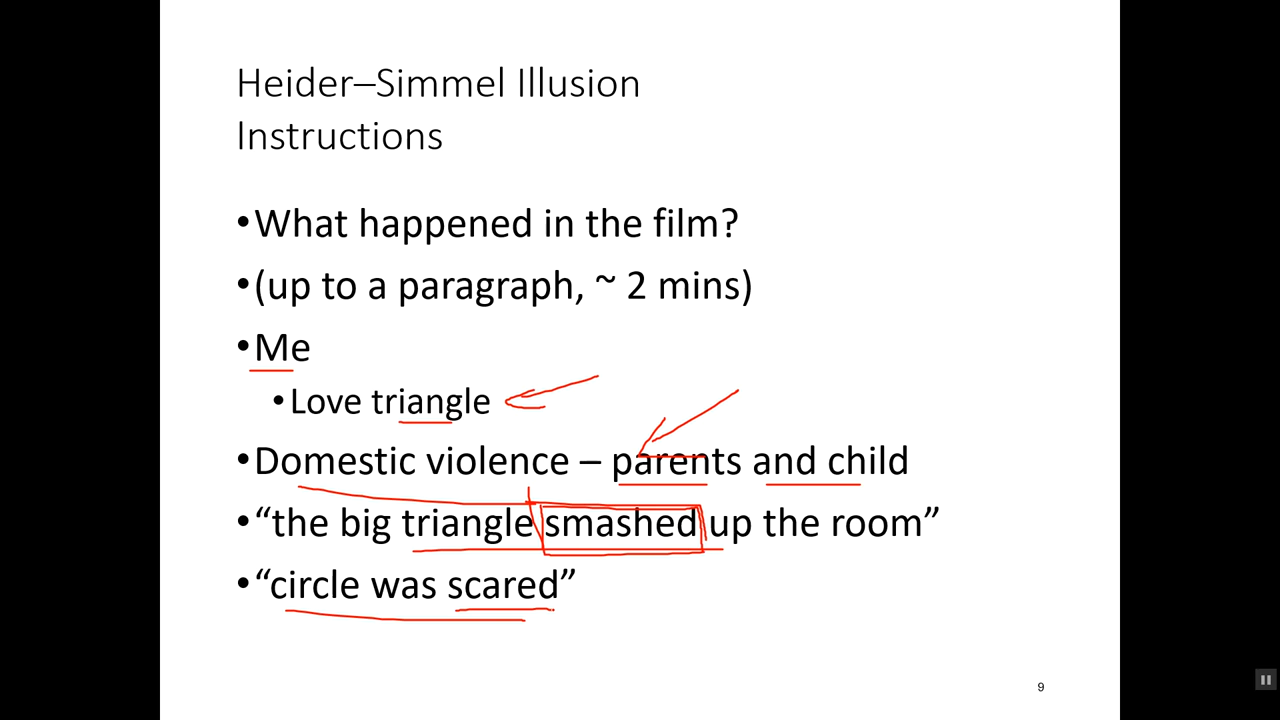 Heider–Simmel Illusion
Instructions
•What happened in the film?
•(up to a paragraph, ~ 2 mins)
•Me
•Love triangle
•Domestic violence – parents and child
•“the big triangle smashed up the room”
•“circle was scared”
9